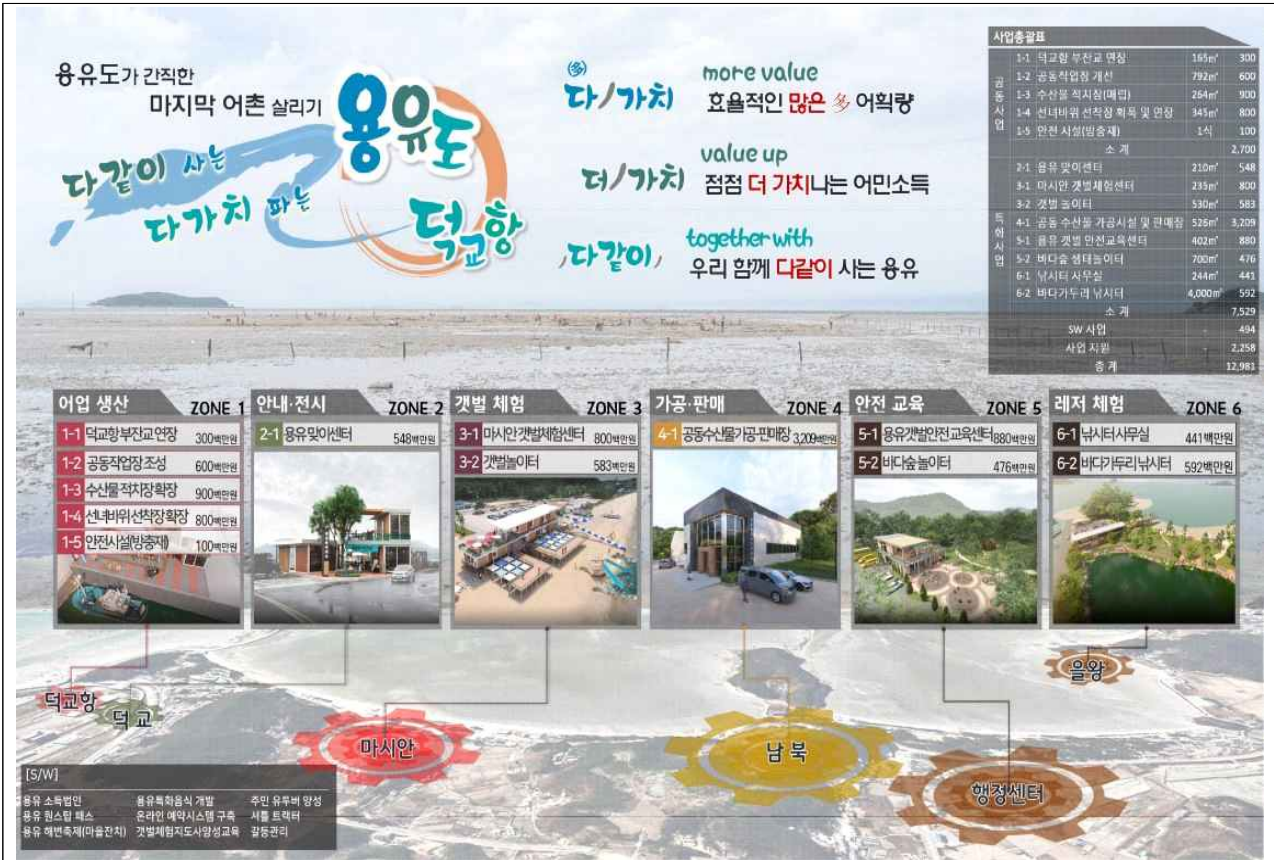 용유도가 간직한
마지막 어촌 살리기
다같이 사는
다가치 파는
용유도
덕교항
(多)
다/가치
more value
효율적인 많은 多 어획량
더/가치
value up
점점 더 가치나는 어민소득
,다같이,
together with
우리 함께 다같이 사는 용유
사업총괄표
공동사업
1-1 덕교항 부잔교 연장 165㎡ 300
1-2 공동작업장 개선 792㎡ 600
1-3 수산물 적치장(매립) 264㎡ 900
1-4 선녀바위 선착장 확폭 및 연장 345㎡ 800
1-5 안전 시설(방충재) 1식 100
소 계 2,700
특화사업
2-1 용유 맞이센터 210㎡ 548
3-1 마시안 갯벌체험센터 235㎡ 800
3-2 갯벌 놀이터 530㎡ 583
4-1 공동 수산물 가공시설 및 판매장 526㎡ 3,209
5-1 용유 갯벌 안전교육센터 402㎡ 880
5-2 바다숲 생태놀이터 700㎡ 476
6-1 낚시터 사무실 244㎡ 441
6-2 바다가두리 낚시터 4,000㎡ 592
소 계 7,529
SW 사업 - 494
사업 지원 - 2,258
총 계 12,981
어업 생산 ZONE 1
1-1 덕교항 부잔교 연장 300백만원
1-2 공동작업장 조성 600백만원
1-3 수산물 적치장 확장 900백만원
1-4 선녀바위 선착장 확장 800백만원
1-5 안전시설(방충재) 100백만원
안내·전시 ZONE 2
2-1 용유 맞이센터 548백만원
갯벌 체험 ZONE 3
3-1 마시안 갯벌체험센터 800백만원
3-2 갯벌놀이터 583백만원
가공·판매 ZONE 4
4-1 공동수산물가공·판매장 3,209백만원
안전 교육 ZONE 5
5-1 용유갯벌안전교육센터 880백만원
5-2 바다숲 놀이터 476백만원
레저 체험 ZONE 6
6-1 낚시터 사무실 441백만원
6-2 바다가두리 낚시터 592백만원
덕교항
덕교
마시안
남북
행정센터
을왕
[S/W]
용유 소득법인 용유특화음식 개발 주민 유투버 양성
용유 원스탑 패스 온라인 예약시스템 구축 셔틀 트랙터
용유 해변축제(마을잔치) 갯벌체험지도사양성교육 갈등관리